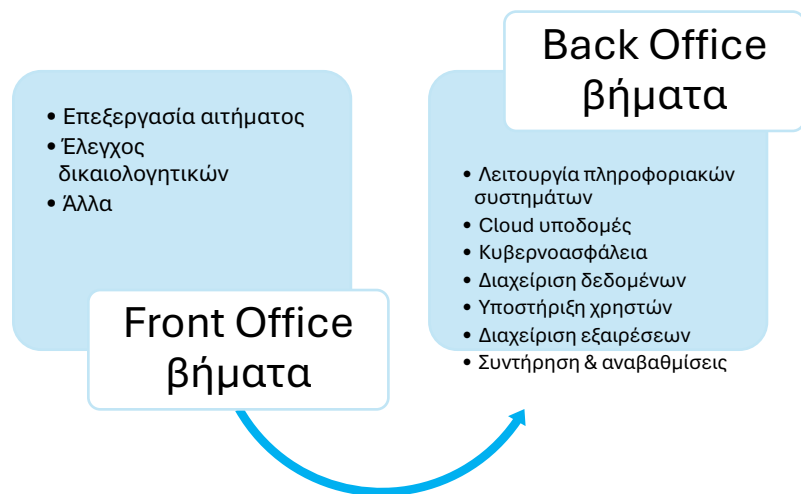 • Επεξεργασία αιτήματος
• Έλεγχος
δικαιολογητικών
• Άλλα
Front Office
βήματα
Back Office
βήματα
• Λειτουργία πληροφοριακών
συστημάτων
• Cloud υποδομές
• Κυβερνοασφάλεια
• Διαχείριση δεδομένων
• Υποστήριξη χρηστών
• Διαχείριση εξαιρέσεων
• Συντήρηση & αναβαθμίσεις